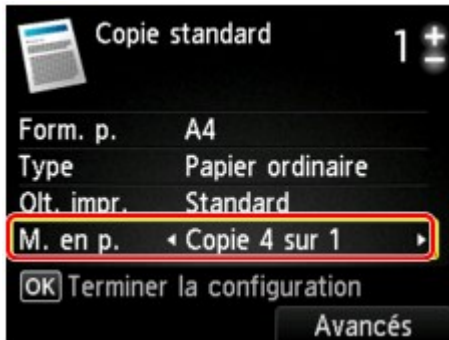 Copie standard
1
Form. p. A4
Type Papier ordinaire
Qlt. impr. Standard
M. en p. Copie 4 sur 1
OK Terminer la configuration
Avancés